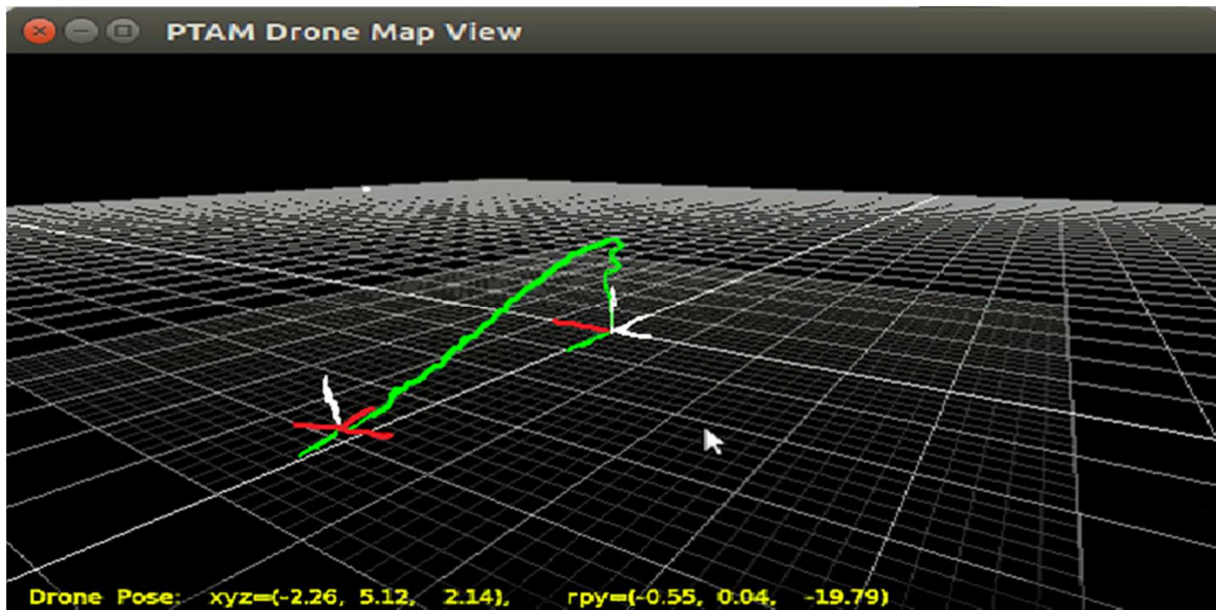 PTAM Drone Map View
Drone Pose: xyz=(-2.26, 5.12, 2.14), rpy=(-0.55, 0.04, -19.79)